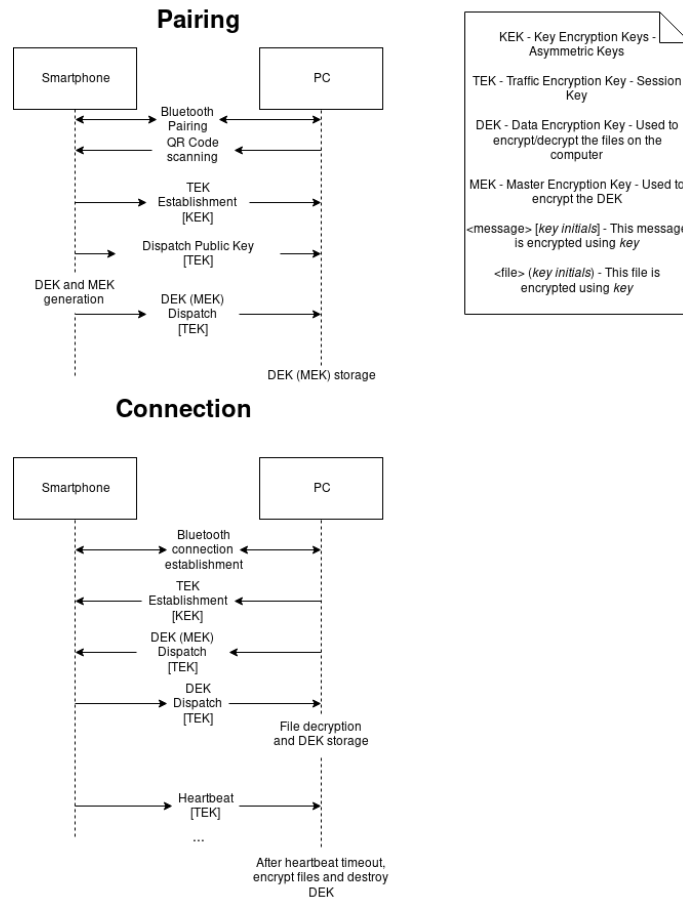 Pairing
Smartphone
PC
Bluetooth
Pairing
QR Code
scanning
TEK
Establishment
[KEK]
Dispatch Public Key
[TEK]
DEK and MEK
generation
DEK (MEK)
Dispatch
[TEK]
DEK (MEK) storage
KEK - Key Encryption Keys -
Asymmetric Keys
TEK - Traffic Encryption Key - Session
Key
DEK - Data Encryption Key - Used to
encrypt/decrypt the files on the
computer
MEK - Master Encryption Key - Used to
encrypt the DEK
<message> [key initials] - This message
is encrypted using key
<file> (key initials) - This file is
encrypted using key
Connection
Smartphone
PC
Bluetooth
connection
establishment
TEK
Establishment
[KEK]
DEK (MEK)
Dispatch
[TEK]
DEK
Dispatch
[TEK]
File decryption
and DEK storage
Heartbeat
[TEK]
...
After heartbeat timeout,
encrypt files and destroy
DEK